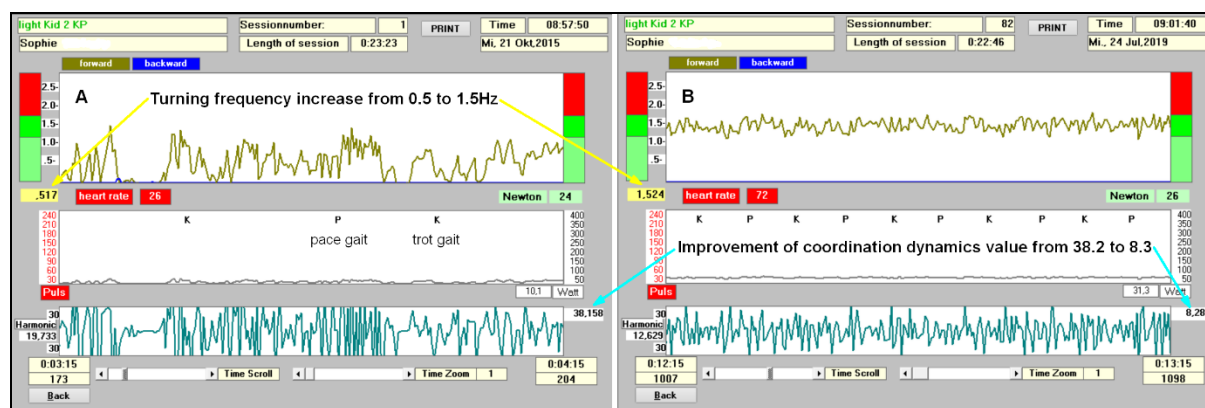 light Kid 2 KP
Sessionnumber: 1
PRINT
Time 08:57:50
Sophie
Length of session 0:23:23
Mi, 21 Okt,2015
forward backward
A
Turning frequency increase from 0.5 to 1.5Hz
2.5-
2.0-
1.5-
1.0-
.5-
,517
heart rate 26
Newton 24
240
210
180
150
120
90
60
30
K P K
pace gait trot gait
400
350
300
250
200
150
100
50
Puls
10,1 Watt
30
Harmonic
19,733
30
38,158
0:03:15
173
Time Scroll
Time Zoom 1
0:04:15
204
Back
light Kid 2 KP
Sessionnumber: 82
PRINT
Time 09:01:40
Sophie
Length of session 0:22:46
Mi., 24 Jul,2019
forward backward
B
2.5-
2.0-
1.5-
1.0-
.5-
1,524
heart rate 72
Newton 26
240
210
180
150
120
90
60
30
K P K P K P K P K P
400
350
300
250
200
150
100
50
Improvement of coordination dynamics value from 38.2 to 8.3
Puls
31,3 Watt
30
Harmonic
12,629
30
8,28
0:12:15
1007
Time Scroll
Time Zoom 1
0:13:15
1098
Back